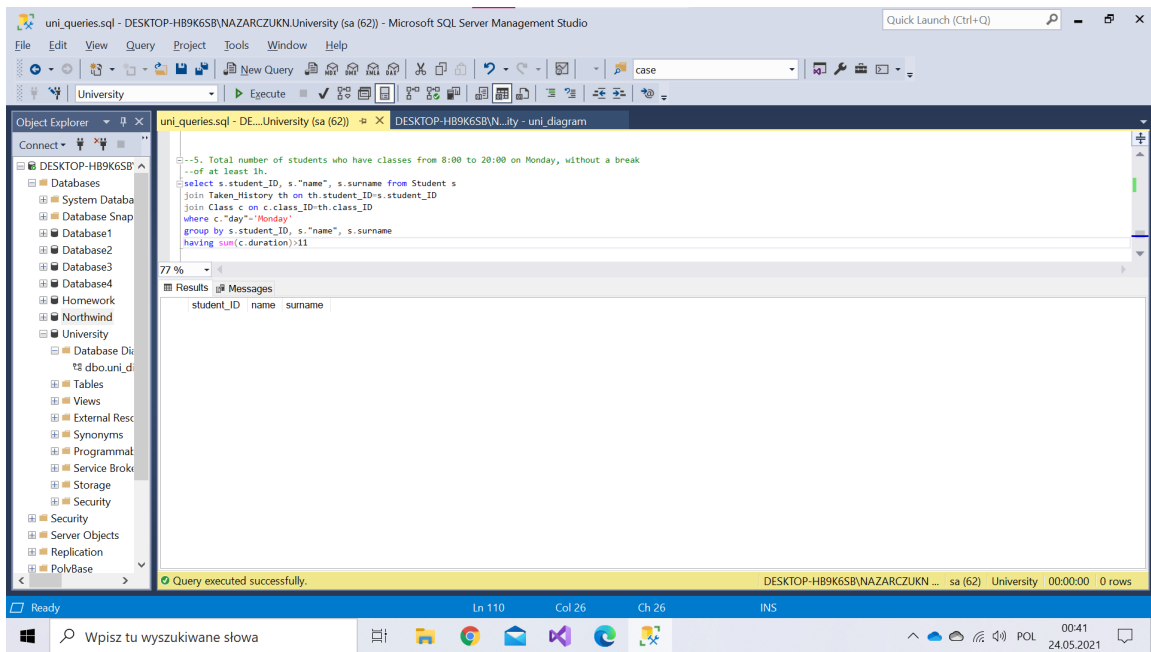 uni_queries.sql - DESKTOP-HB9K6SB\NAZARCZUKN.University (sa (62)) - Microsoft SQL Server Management Studio
Quick Launch (Ctrl+Q)
File Edit View Query Project Tools Window Help
New Query
case
University
Execute
Object Explorer
uni_queries.sql - DE....University (sa (62))
DESKTOP-HB9K6SB\N...ity - uni_diagram
Connect
DESKTOP-HB9K6SB
Databases
System Databa
Database Snap
Database1
Database2
Database3
Database4
Homework
Northwind
University
Database Dia
dbo.uni_di
Tables
Views
External Resc
Synonyms
Programmab
Service Broke
Storage
Security
Security
Server Objects
Replication
PolyBase
--5. Total number of students who have classes from 8:00 to 20:00 on Monday, without a break
--of at least 1h.
select s.student_ID, s."name", s.surname from Student s
join Taken_History th on th.student_ID=s.student_ID
join Class c on c.class_ID=th.class_ID
where c."day"='Monday'
group by s.student_ID, s."name", s.surname
having sum(c.duration)>11
77 %
Results Messages
student_ID name surname
Query executed successfully.
DESKTOP-HB9K6SB\NAZARCZUKN ... sa (62) University 00:00:00 0 rows
Ready Ln 110 Col 26 Ch 26 INS
Wpisz tu wyszukiwane słowa
POL
00:41
24.05.2021